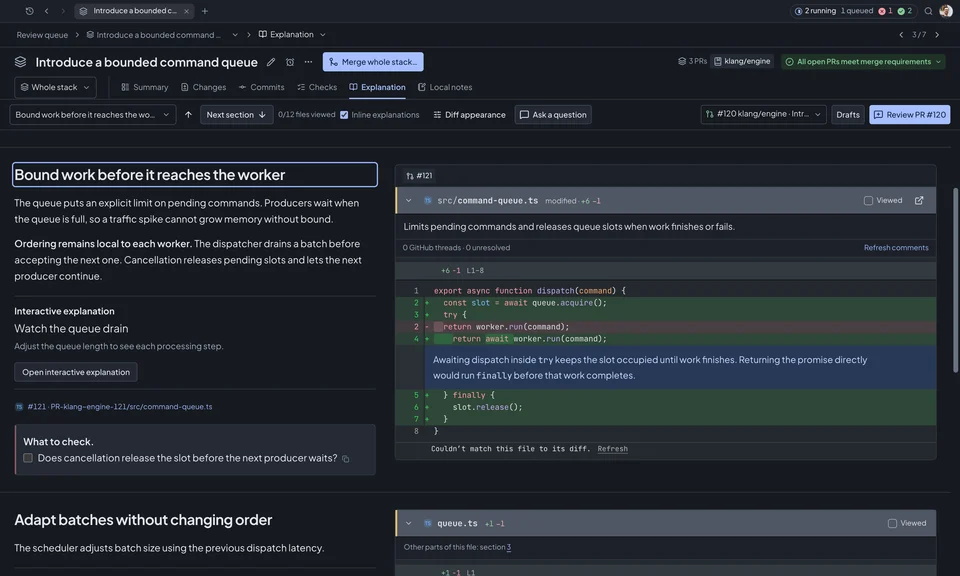 Introduce a bounded c...
2 running 1 queued 1 2
Review queue Introduce a bounded command ... Explanation
3/7
Introduce a bounded command queue Merge whole stack...
3 PRs klang/engine All open PRs meet merge requirements
Whole stack Summary Changes Commits Checks Explanation Local notes
Bound work before it reaches the wo... Next section 0/12 files viewed Inline explanations Diff appearance Ask a question
#120 klang/engine · Intr... Drafts Review PR #120
Bound work before it reaches the worker
The queue puts an explicit limit on pending commands. Producers wait when
the queue is full, so a traffic spike cannot grow memory without bound.
Ordering remains local to each worker. The dispatcher drains a batch before
accepting the next one. Cancellation releases pending slots and lets the next
producer continue.
Interactive explanation
Watch the queue drain
Adjust the queue length to see each processing step.
Open interactive explanation
TS #121 · PR-klang-engine-121/src/command-queue.ts
What to check.
Does cancellation release the slot before the next producer waits?
#121
TS src/command-queue.ts modified +6 -1 Viewed
Limits pending commands and releases queue slots when work finishes or fails.
0 GitHub threads · 0 unresolved Refresh comments
+6 -1 L1-8
1 export async function dispatch(command) {
2 + const slot = await queue.acquire();
3 + try {
2 - return worker.run(command);
4 + return await worker.run(command);
Awaiting dispatch inside try keeps the slot occupied until work finishes. Returning the promise directly
would run finally before that work completes.
5 + } finally {
6 + slot.release();
7 + }
8 }
Couldn't match this file to its diff. Refresh
Adapt batches without changing order
The scheduler adjusts batch size using the previous dispatch latency.
TS queue.ts +1 -1 Viewed
Other parts of this file: section 3
+1 -1 L1